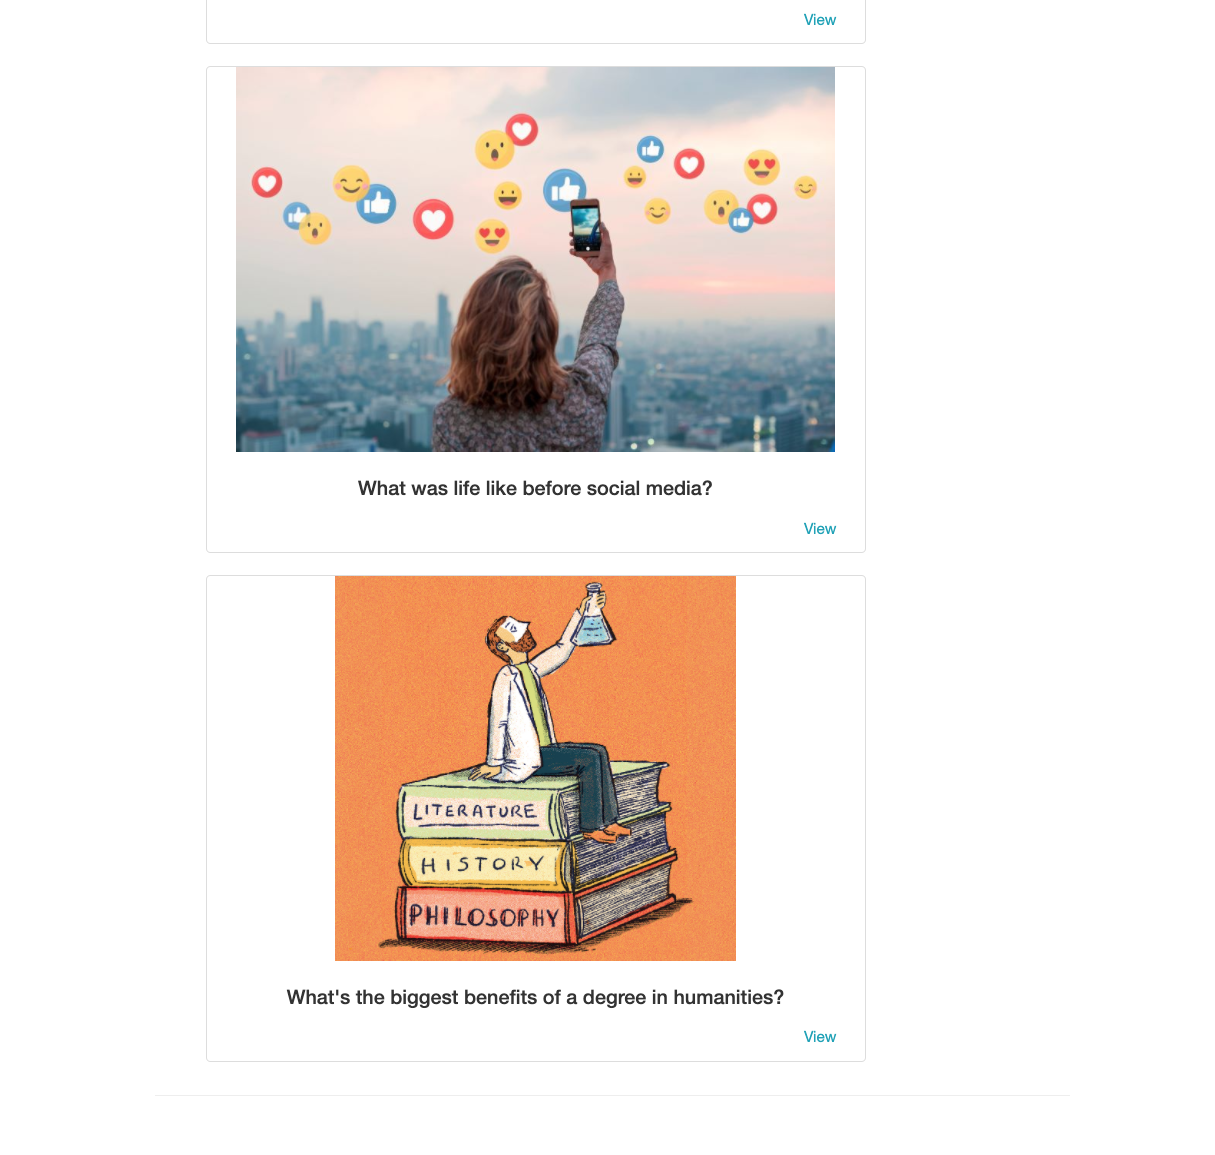 View
What was life like before social media?
View
LITERATURE
HISTORY
PHILOSOPHY
What's the biggest benefits of a degree in humanities?
View